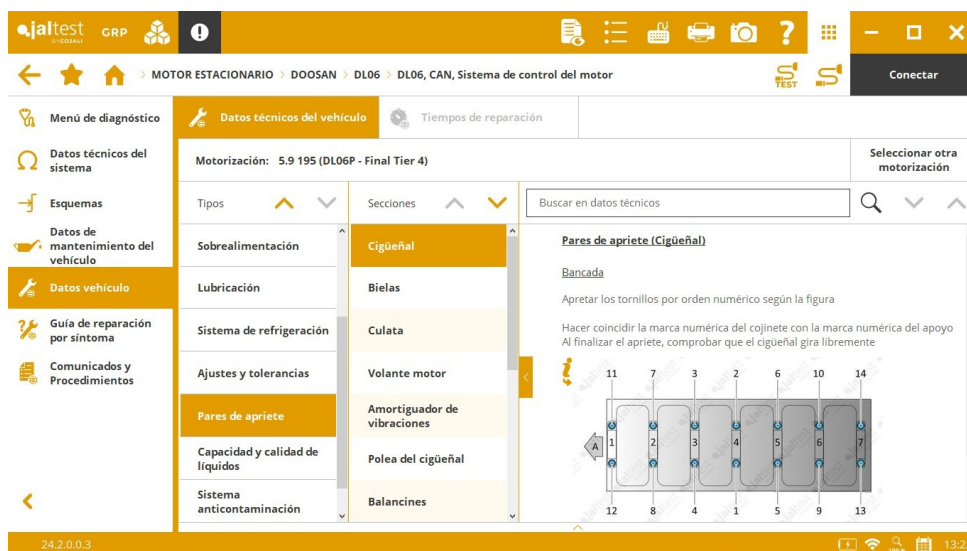 jaltest GRP
BY COJALI
MOTOR ESTACIONARIO > DOOSAN > DL06 > DL06, CAN, Sistema de control del motor
TEST
Conectar
Menú de diagnóstico
Datos técnicos del
sistema
Esquemas
Datos de
mantenimiento del
vehículo
Datos vehículo
Guía de reparación
por síntoma
Comunicados y
Procedimientos
Datos técnicos del vehículo
Tiempos de reparación
Motorización: 5.9 195 (DL06P - Final Tier 4)
Seleccionar otra
motorización
Tipos
Secciones
Buscar en datos técnicos
Sobrealimentación
Lubricación
Sistema de refrigeración
Ajustes y tolerancias
Pares de apriete
Capacidad y calidad de
líquidos
Sistema
anticontaminación
Cigüeñal
Bielas
Culata
Volante motor
Amortiguador de
vibraciones
Polea del cigüeñal
Balancines
Pares de apriete (Cigüeñal)
Bancada
Apretar los tornillos por orden numérico según la figura
Hacer coincidir la marca numérica del cojinete con la marca numérica del apoyo
Al finalizar el apriete, comprobar que el cigüeñal gira libremente
11 7 3 2 6 10 14
A 1 2 3 4 5 6 7
12 8 4 1 5 9 13
24.2.0.0.3